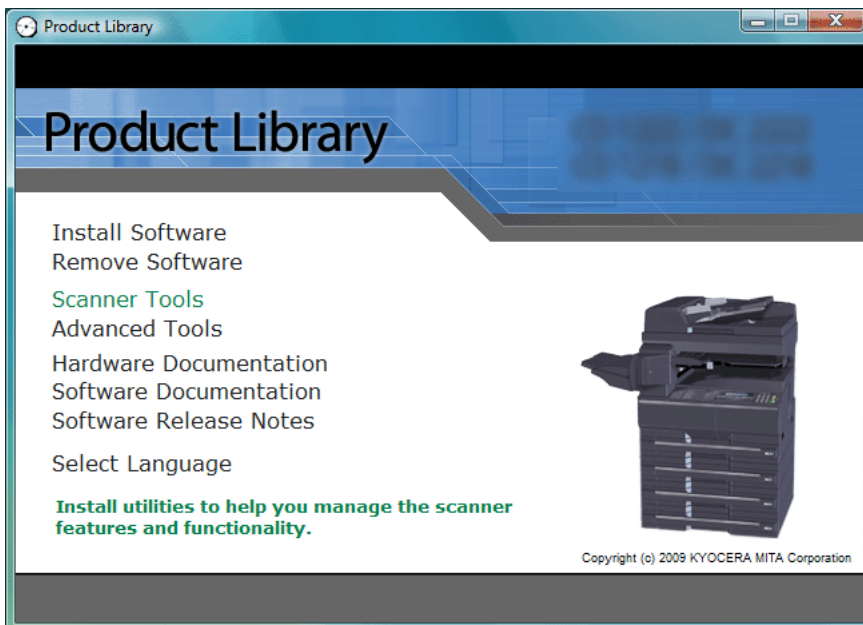 Product Library
Product Library
Install Software
Remove Software
Scanner Tools
Advanced Tools
Hardware Documentation
Software Documentation
Software Release Notes
Select Language
Install utilities to help you manage the scanner
features and functionality.
Copyright (c) 2009 KYOCERA MITA Corporation